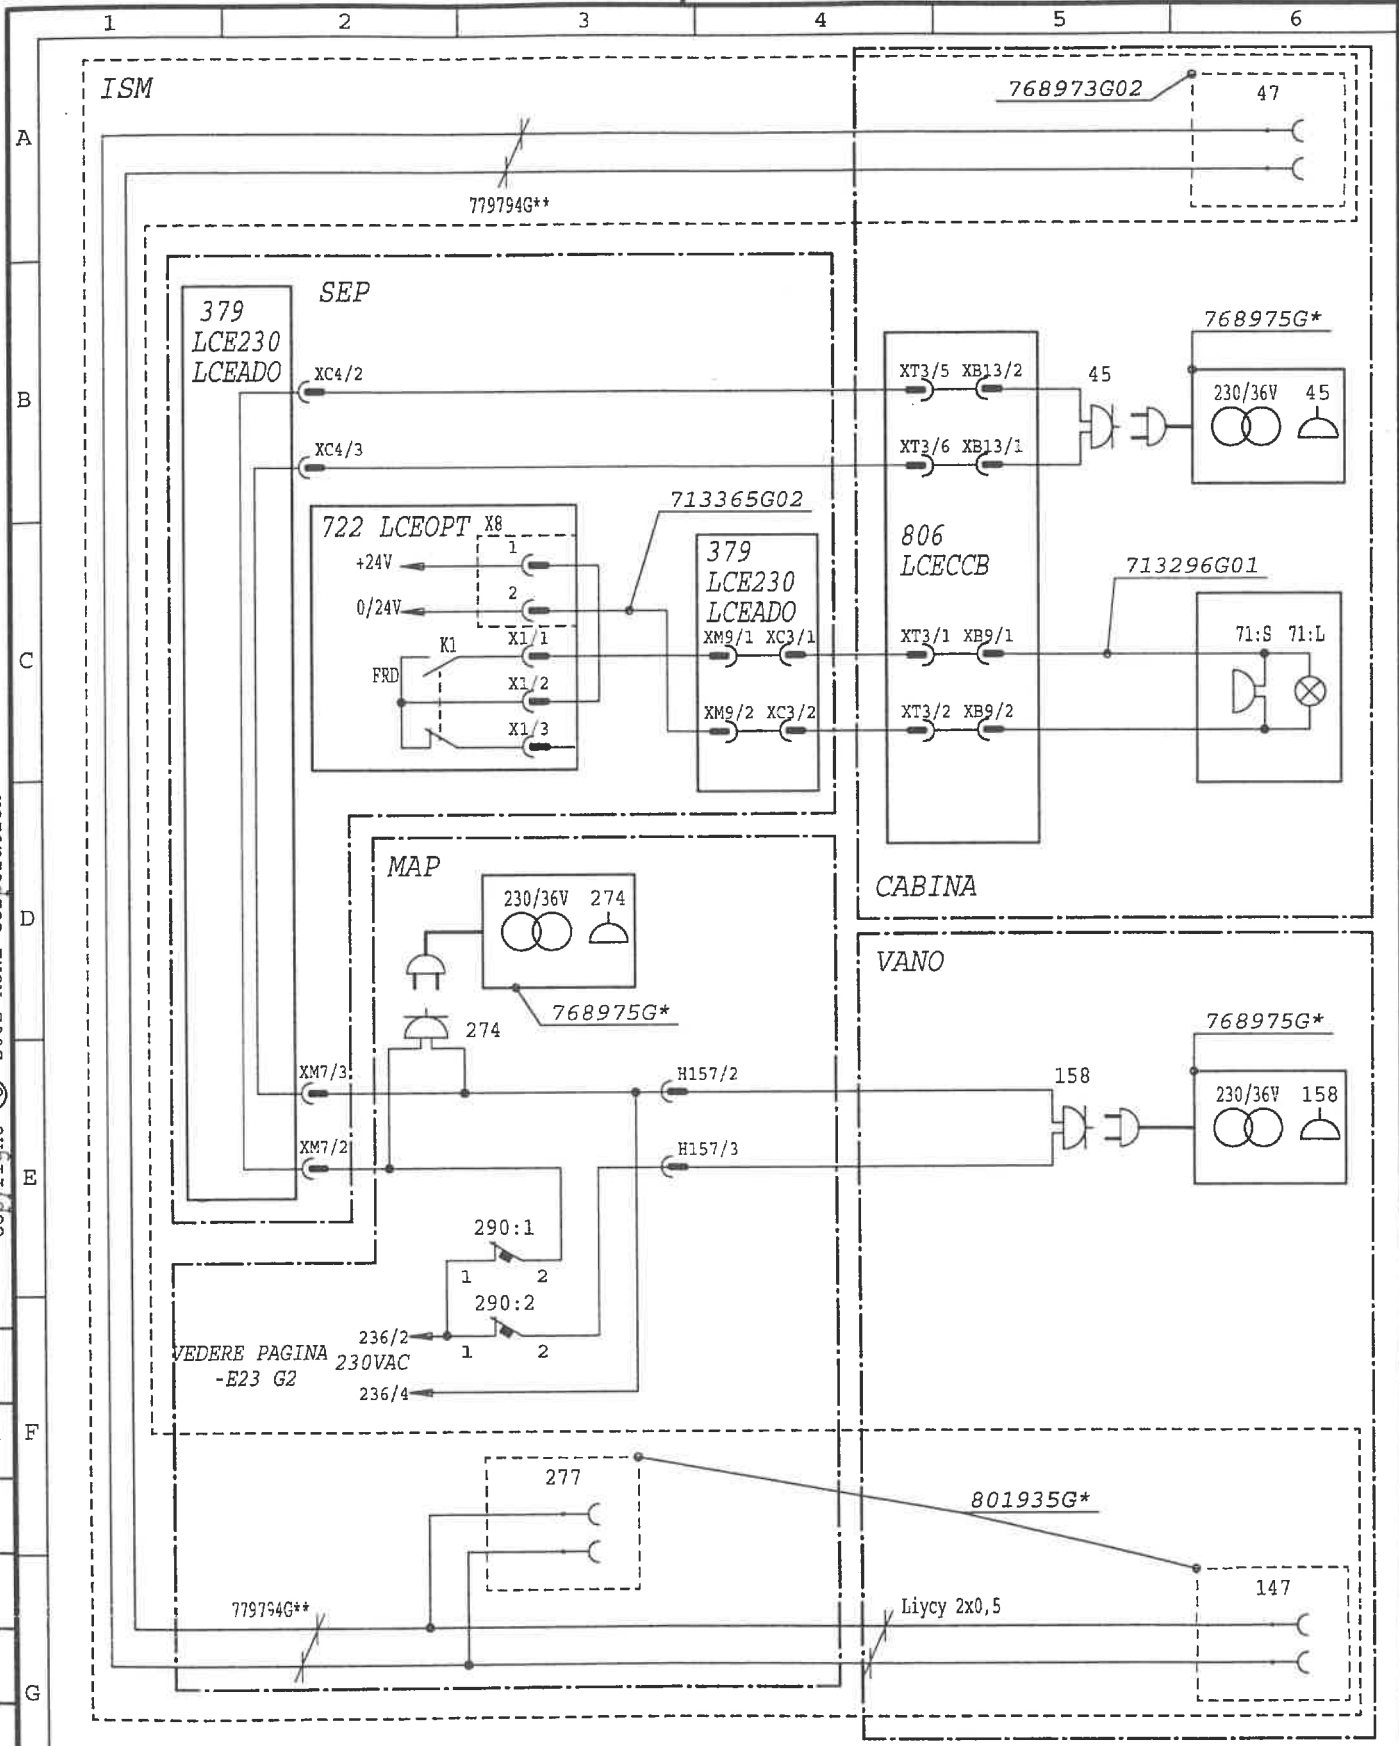 1 2 3 4 5 6
A
ISM
768973G02
47
779794G**
SEP
379
LCE230
LCEADO
768975G*
B
XC4/2
XT3/5 XB13/2
45
230/36V 45
XC4/3
XT3/6 XB13/1
713365G02
722 LCEOPT X8
1
+24V
379
LCE230
LCEADO
806
LCECCB
713296G01
2
0/24V
C
K1
X1/1
XM9/1 XC3/1
XT3/1 XB9/1
71:S 71:L
FRD
X1/2
XM9/2 XC3/2
XT3/2 XB9/2
X1/3
MAP
CABINA
D
230/36V 274
VANO
768975G*
274
768975G*
E
XM7/3
H157/2
158
230/36V 158
XM7/2
H157/3
290:1
1 2
290:2
236/2
1 2
VEDERE PAGINA
-E23 G2
230VAC
236/4
F
277
801935G*
147
779794G**
Liycy 2x0,5
G